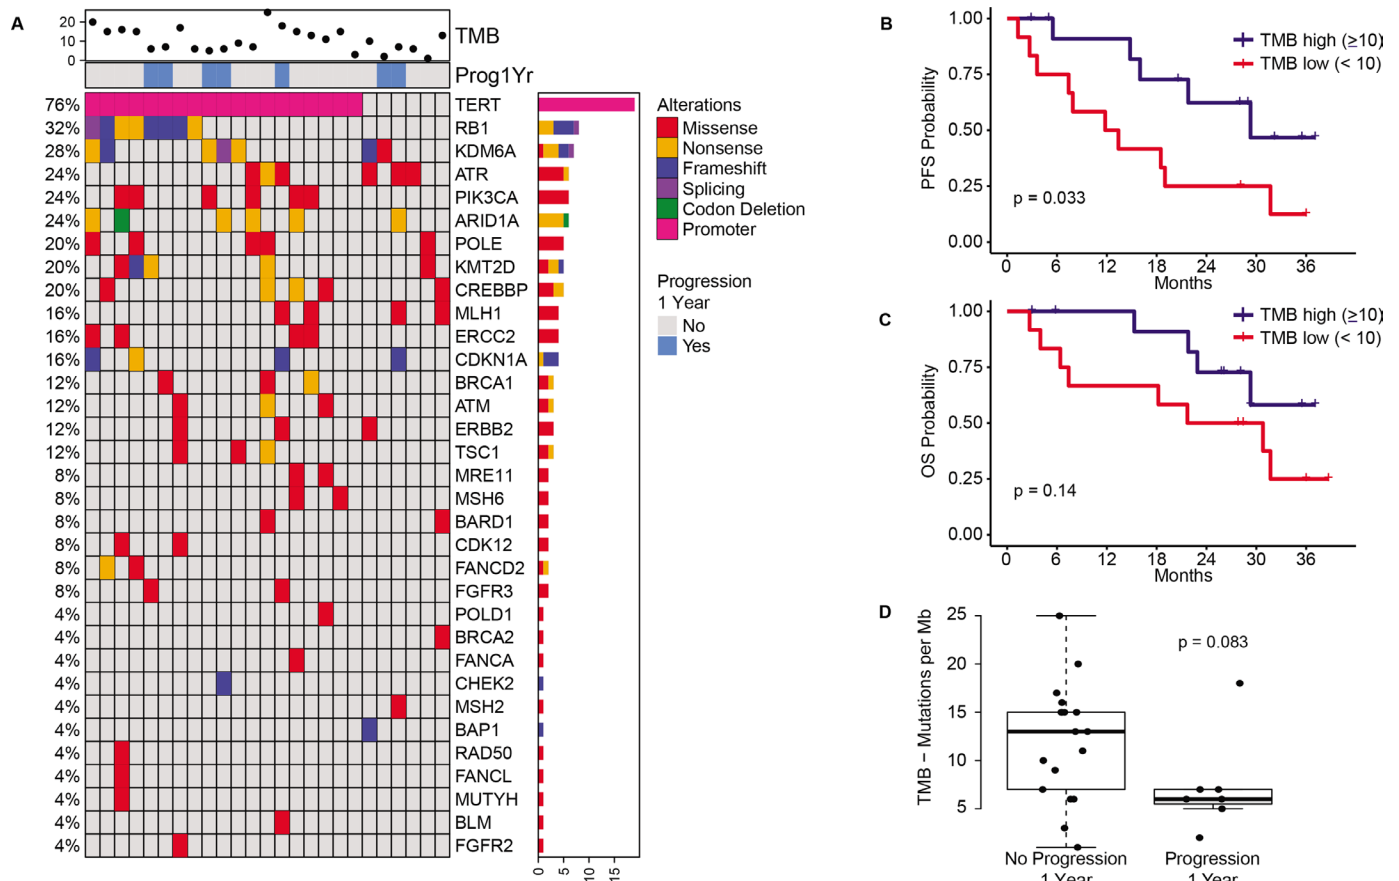 A
20
10
0
TMB
Prog1Yr
76% TERT
32% RB1
28% KDM6A
24% ATR
24% PIK3CA
24% ARID1A
20% POLE
20% KMT2D
20% CREBBP
16% MLH1
16% ERCC2
16% CDKN1A
12% BRCA1
12% ATM
12% ERBB2
12% TSC1
8% MRE11
8% MSH6
8% BARD1
8% CDK12
8% FANCD2
8% FGFR3
4% POLD1
4% BRCA2
4% FANCA
4% CHEK2
4% MSH2
4% BAP1
4% RAD50
4% FANCL
4% MUTYH
4% BLM
4% FGFR2
0 5 10 15
Alterations
Missense
Nonsense
Frameshift
Splicing
Codon Deletion
Promoter
Progression
1 Year
No
Yes
B
PFS Probability
1.00
0.75
0.50
0.25
0.00
TMB high (≥10)
TMB low (< 10)
p = 0.033
0 6 12 18 24 30 36
Months
C
OS Probability
1.00
0.75
0.50
0.25
0.00
TMB high (≥10)
TMB low (< 10)
p = 0.14
0 6 12 18 24 30 36
Months
D
TMB − Mutations per Mb
25
20
15
10
5
p = 0.083
No Progression
1 Year
Progression
1 Year